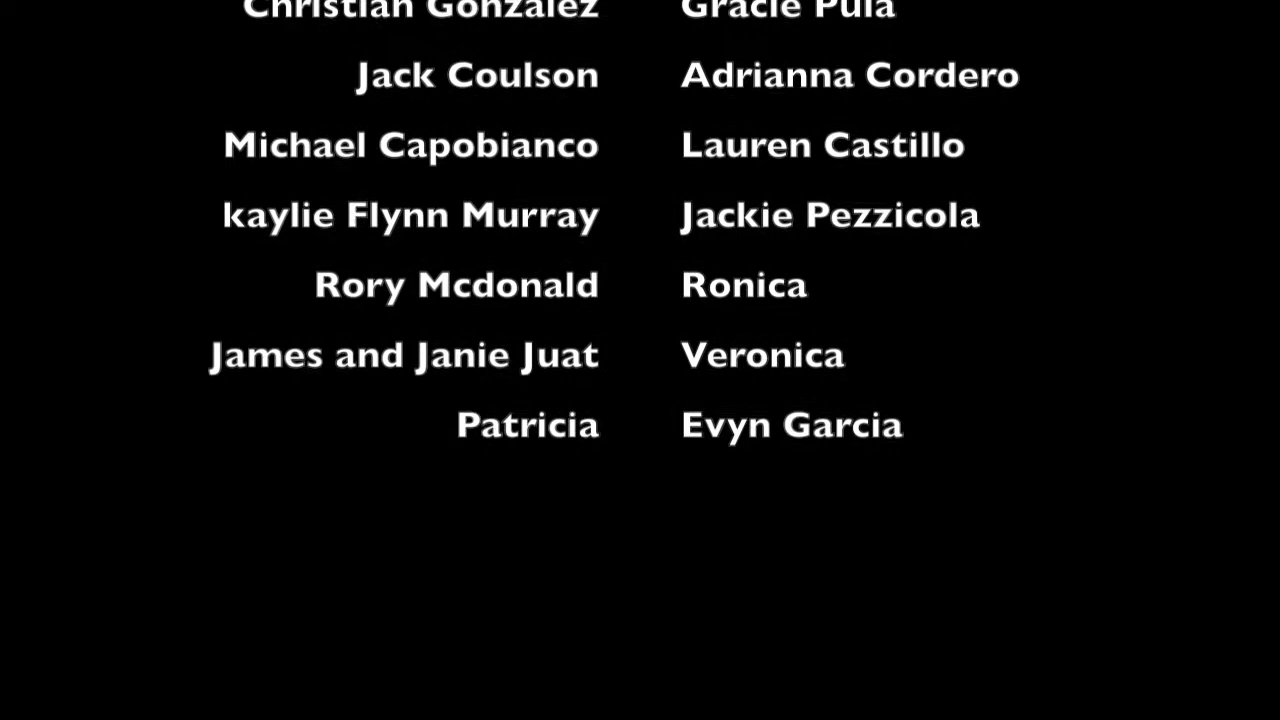 Christian Gonzalez Gracie Pula
Jack Coulson Adrianna Cordero
Michael Capobianco Lauren Castillo
kaylie Flynn Murray Jackie Pezzicola
Rory Mcdonald Ronica
James and Janie Juat Veronica
Patricia Evyn Garcia